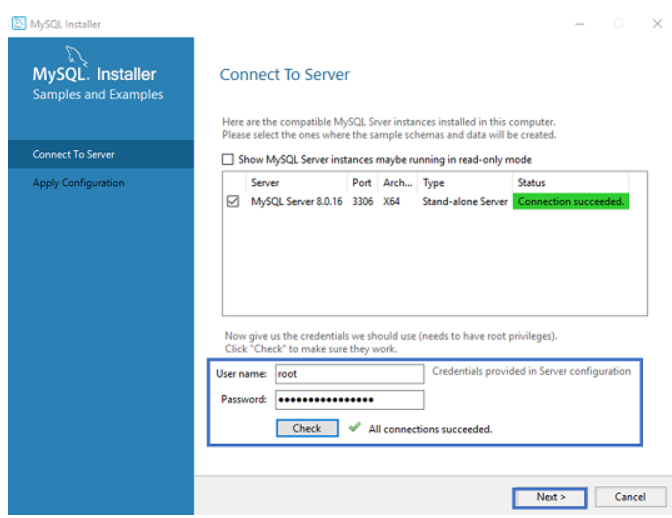 MySQL Installer
MySQL. Installer
Samples and Examples
Connect To Server
Apply Configuration
Connect To Server
Here are the compatible MySQL Srver instances installed in this computer.
Please select the ones where the sample schemas and data will be created.
Show MySQL Server instances maybe running in read-only mode
Server Port Arch... Type Status
MySQL Server 8.0.16 3306 X64 Stand-alone Server Connection succeeded.
Now give us the credentials we should use (needs to have root privileges).
Click "Check" to make sure they work.
User name: root Credentials provided in Server configuration
Password: ••••••••••••••••
Check All connections succeeded.
Next > Cancel